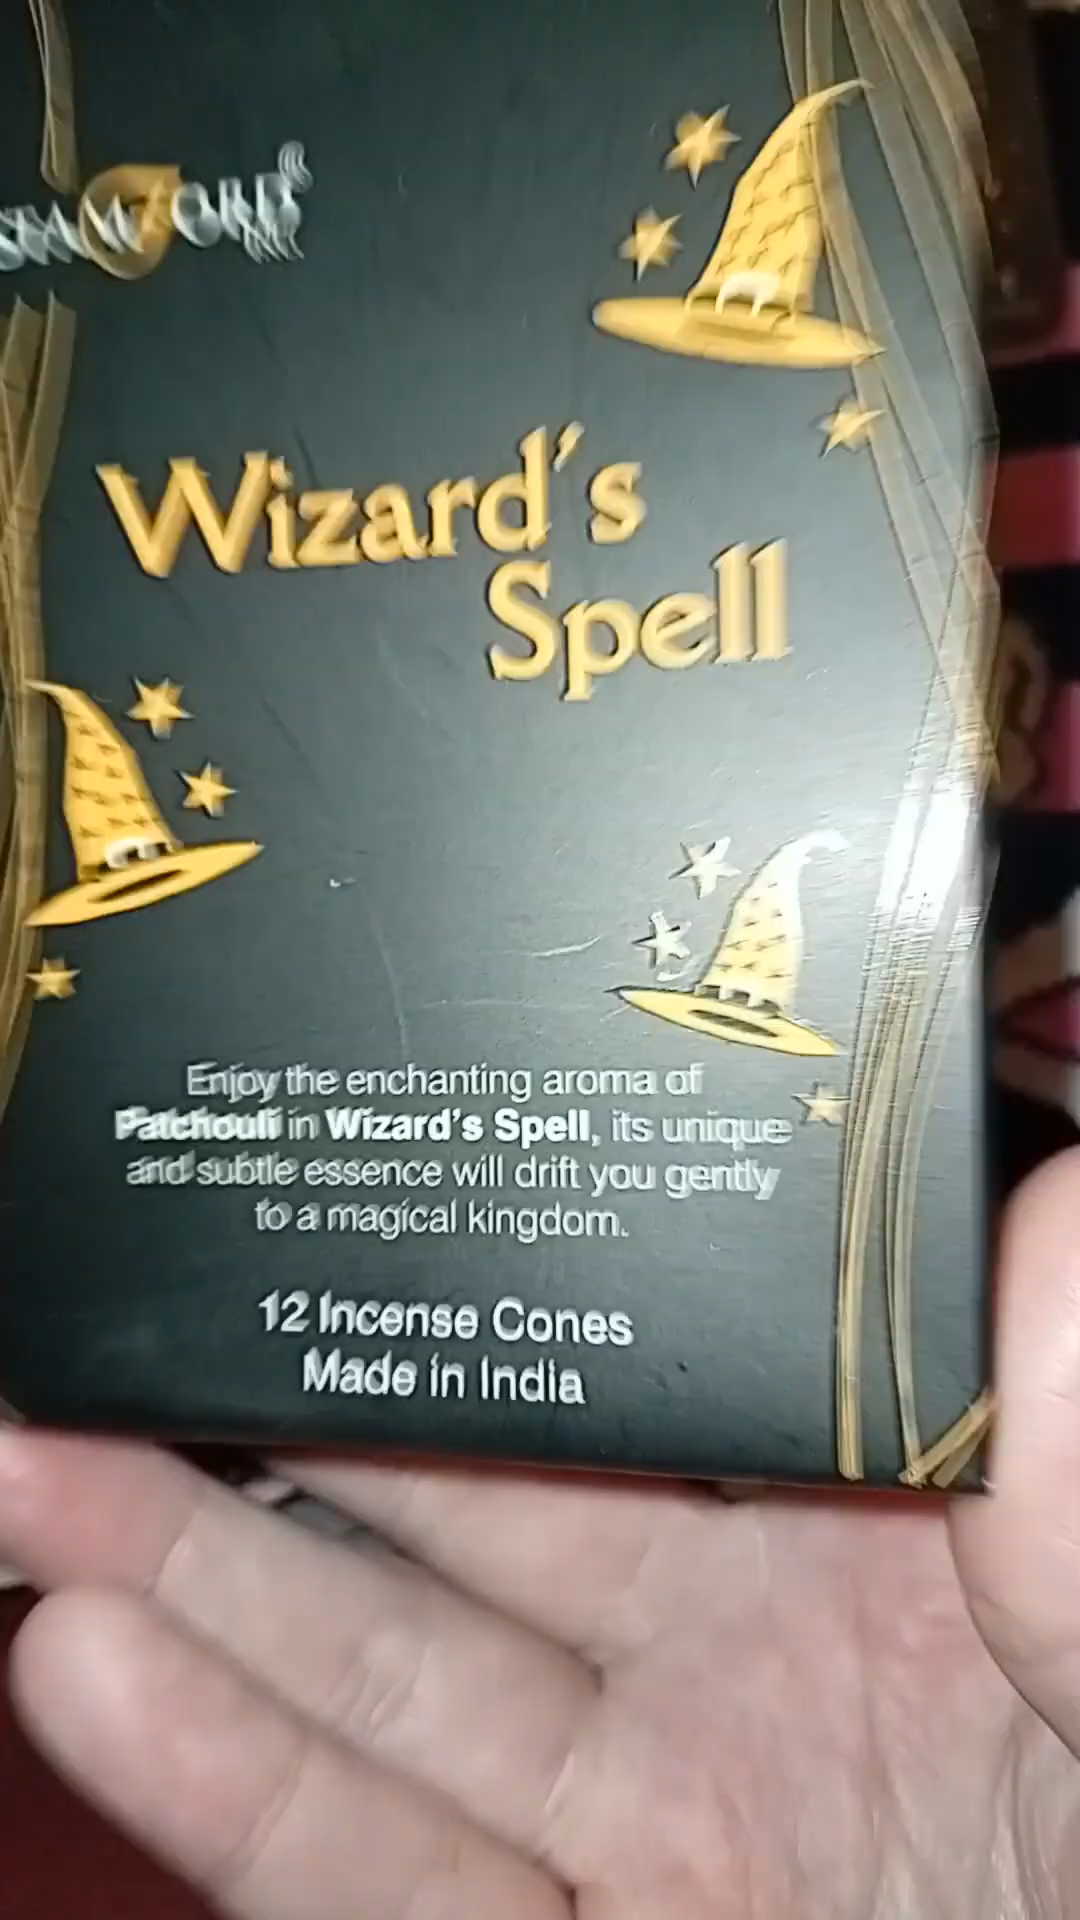 STAMFORD
Wizard's
Spell
Enjoy the enchanting aroma of
Patchouli in Wizard's Spell, its unique
and subtle essence will drift you gently
to a magical kingdom.
12 Incense Cones
Made in India